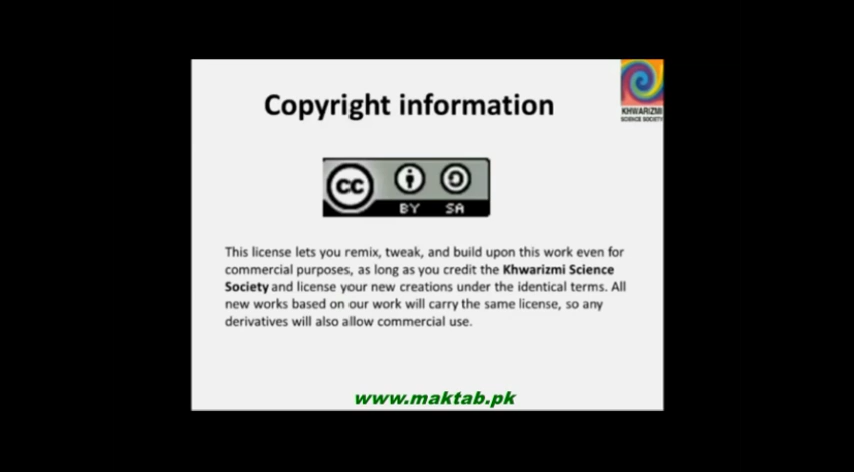 Copyright information
KHWARIZMI
SCIENCE SOCIETY
cc
BY SA
This license lets you remix, tweak, and build upon this work even for
commercial purposes, as long as you credit the Khwarizmi Science
Society and license your new creations under the identical terms. All
new works based on our work will carry the same license, so any
derivatives will also allow commercial use.
www.maktab.pk